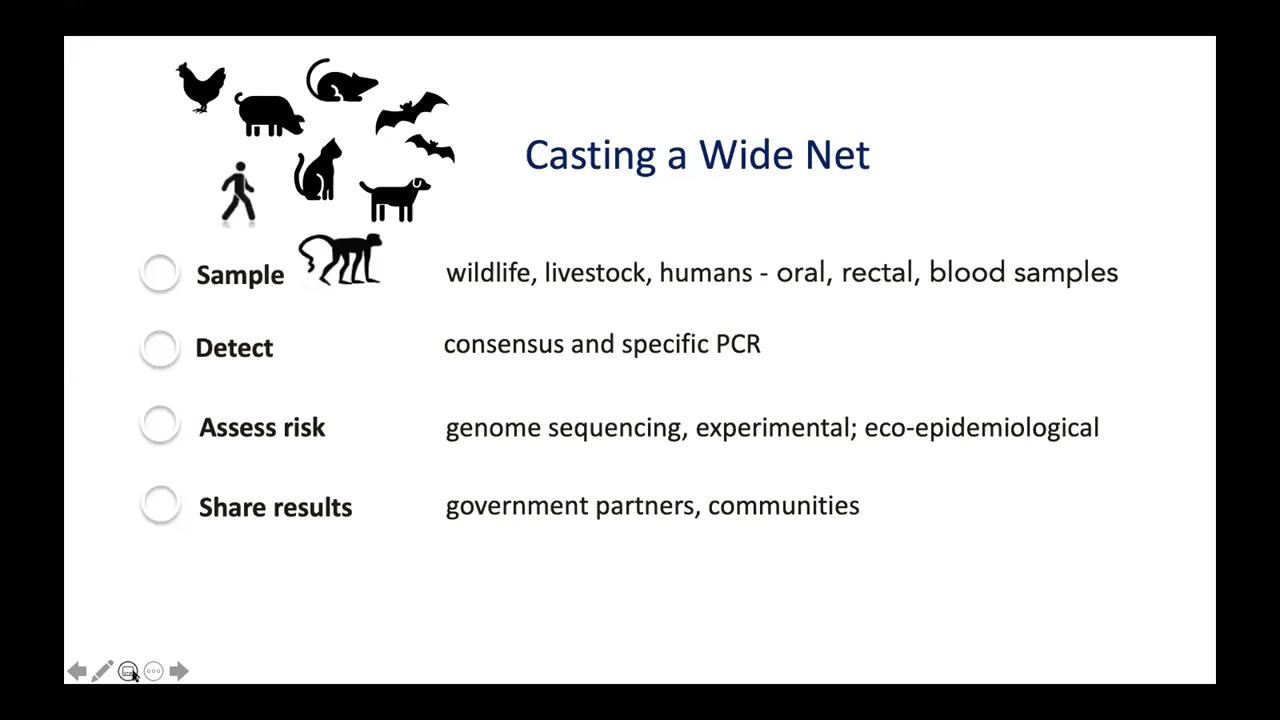 Casting a Wide Net
Sample wildlife, livestock, humans - oral, rectal, blood samples
Detect consensus and specific PCR
Assess risk genome sequencing, experimental; eco-epidemiological
Share results government partners, communities